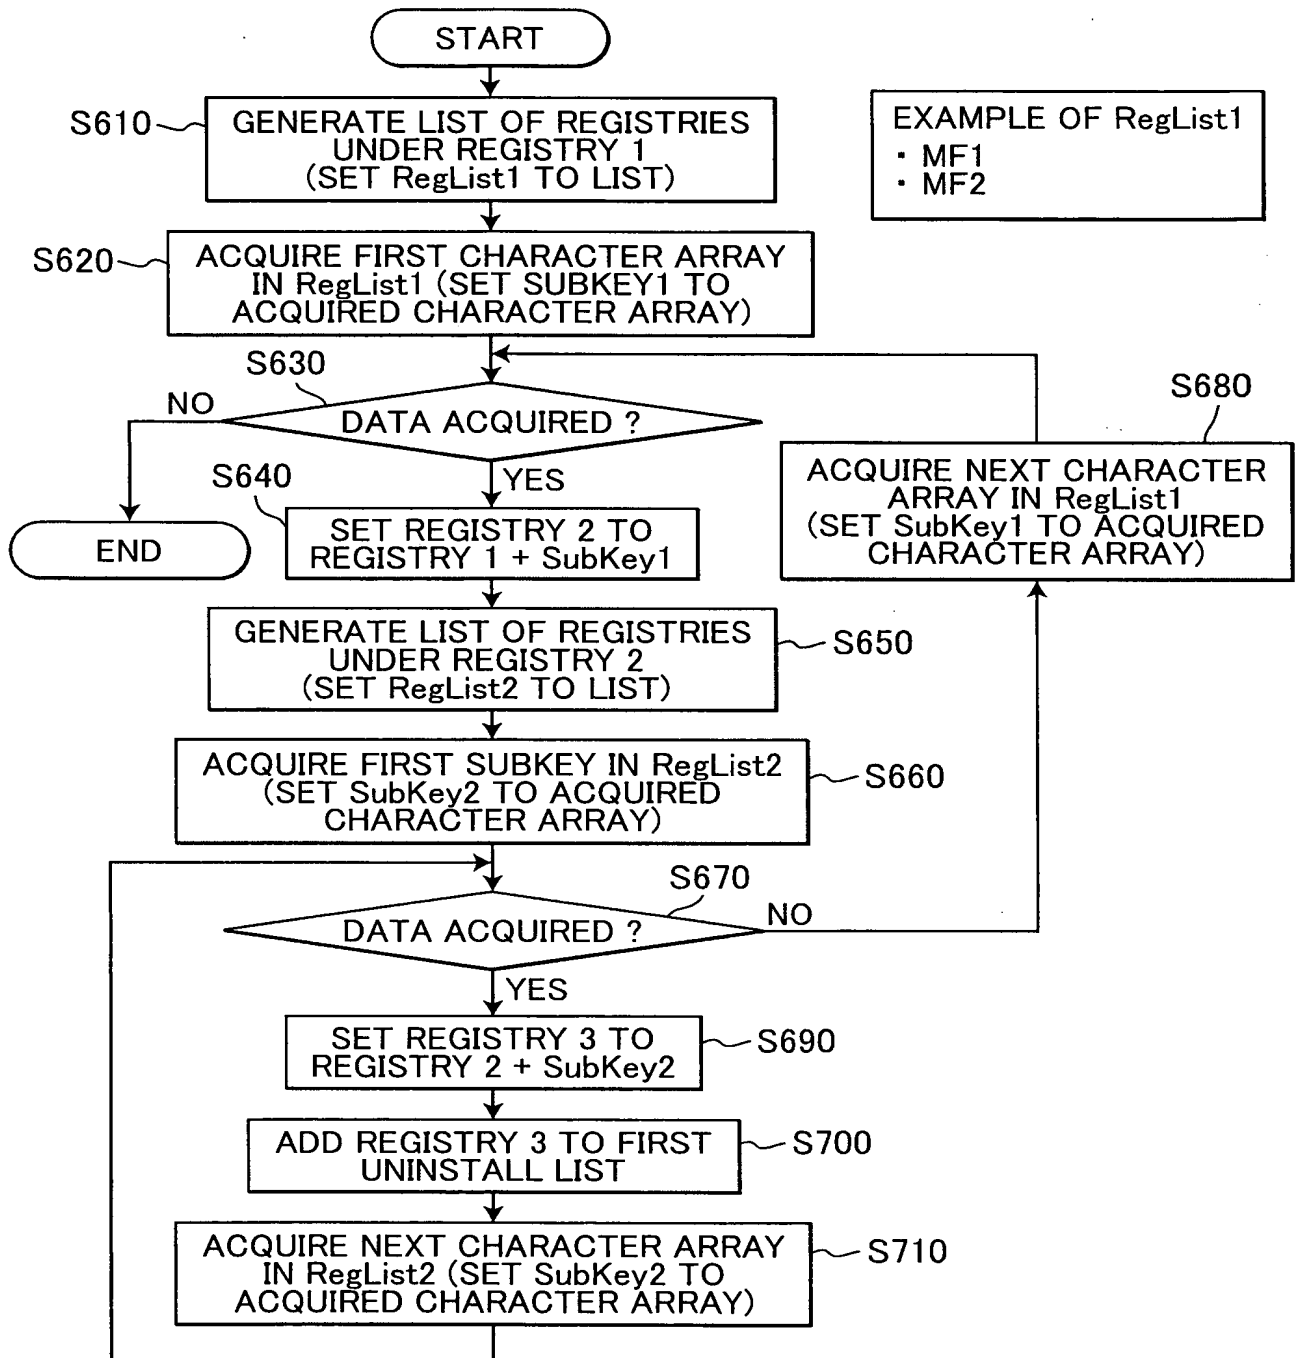 START
S610
GENERATE LIST OF REGISTRIES
UNDER REGISTRY 1
(SET RegList1 TO LIST)
EXAMPLE OF RegList1
・MF1
・MF2
S620
ACQUIRE FIRST CHARACTER ARRAY
IN RegList1 (SET SUBKEY1 TO
ACQUIRED CHARACTER ARRAY)
S630
NO
DATA ACQUIRED ?
YES
END
S640
SET REGISTRY 2 TO
REGISTRY 1 + SubKey1
S680
ACQUIRE NEXT CHARACTER
ARRAY IN RegList1
(SET SubKey1 TO ACQUIRED
CHARACTER ARRAY)
GENERATE LIST OF REGISTRIES
UNDER REGISTRY 2
(SET RegList2 TO LIST)
S650
ACQUIRE FIRST SUBKEY IN RegList2
(SET SubKey2 TO ACQUIRED
CHARACTER ARRAY)
S660
S670
DATA ACQUIRED ?
NO
YES
SET REGISTRY 3 TO
REGISTRY 2 + SubKey2
S690
ADD REGISTRY 3 TO FIRST
UNINSTALL LIST
S700
ACQUIRE NEXT CHARACTER ARRAY
IN RegList2 (SET SubKey2 TO
ACQUIRED CHARACTER ARRAY)
S710